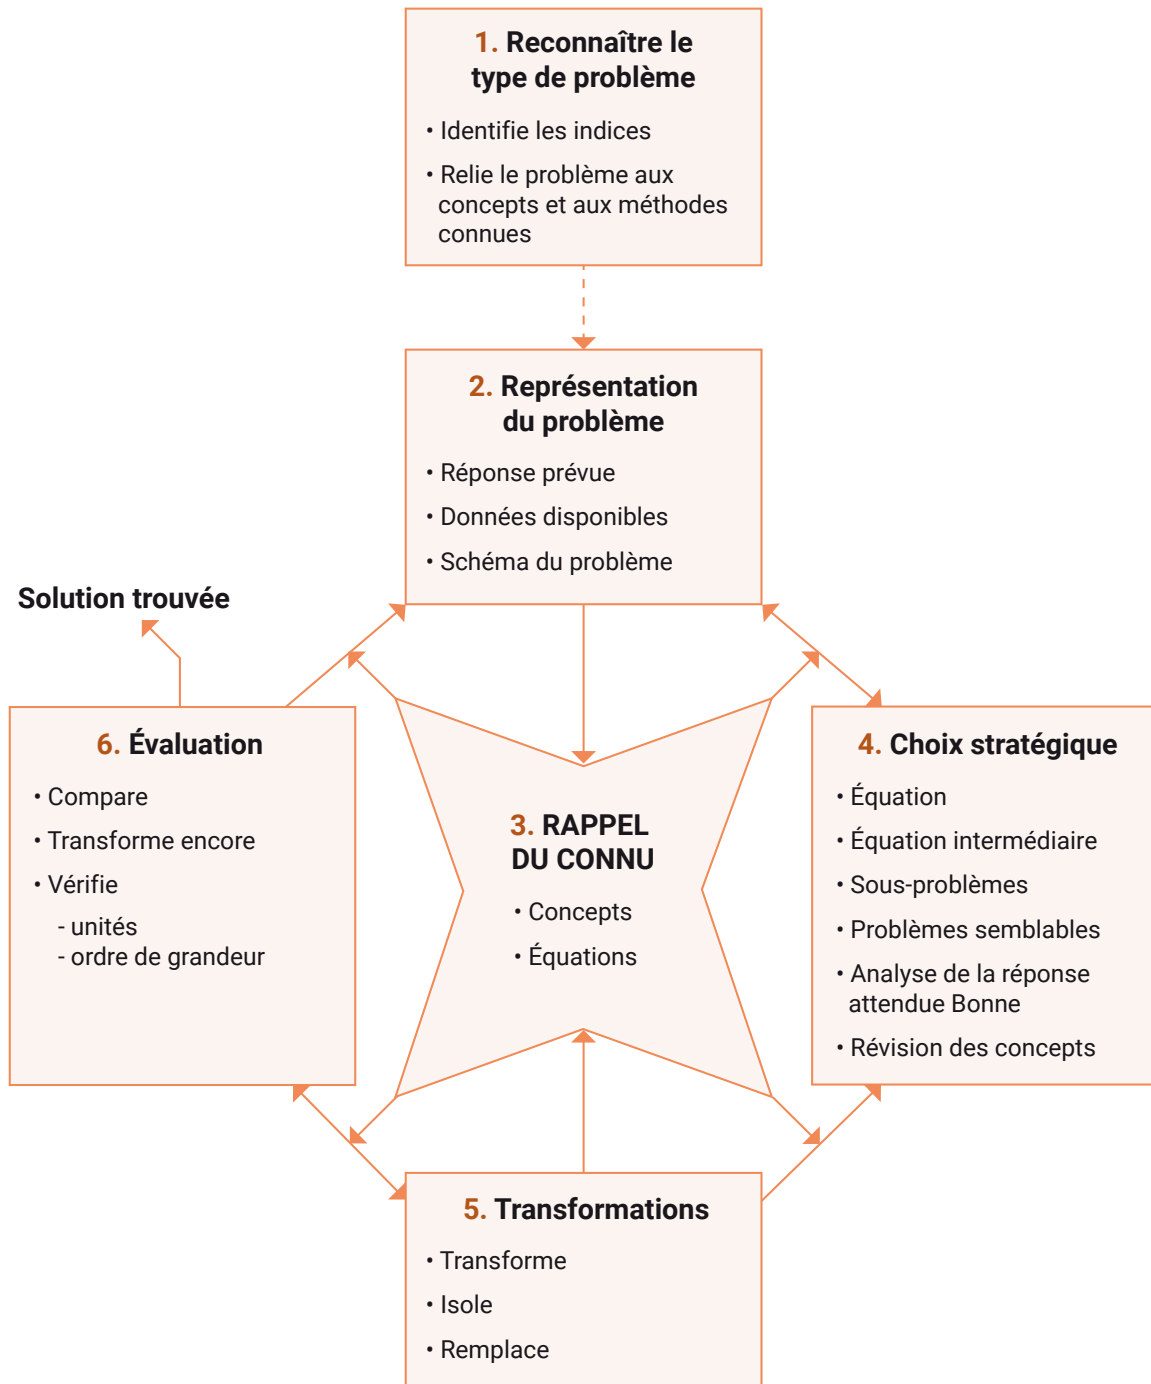 1. Reconnaître le
type de problème
• Identifie les indices
• Relie le problème aux
concepts et aux méthodes
connues
2. Représentation
du problème
• Réponse prévue
• Données disponibles
• Schéma du problème
Solution trouvée
6. Évaluation
• Compare
• Transforme encore
• Vérifie
- unités
- ordre de grandeur
3. RAPPEL
DU CONNU
• Concepts
• Équations
4. Choix stratégique
• Équation
• Équation intermédiaire
• Sous-problèmes
• Problèmes semblables
• Analyse de la réponse
attendue Bonne
• Révision des concepts
5. Transformations
• Transforme
• Isole
• Remplace